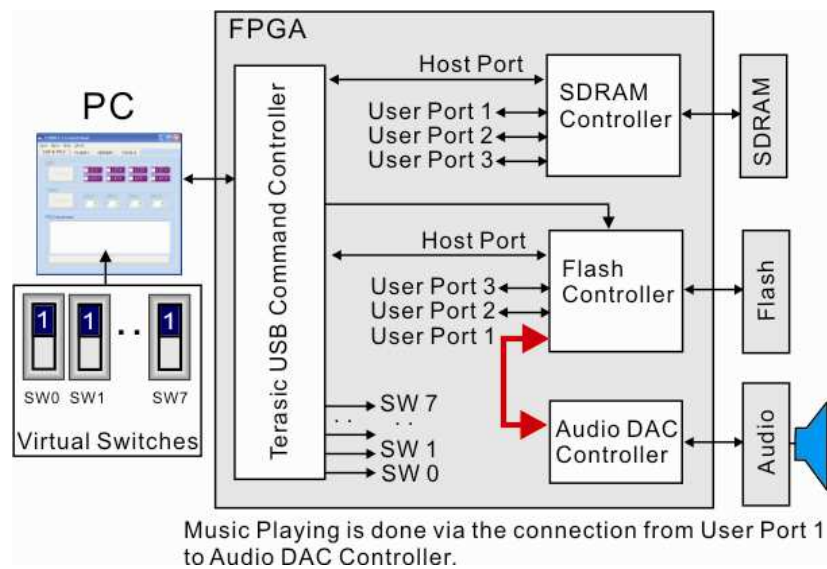 FPGA
PC
Host Port
SDRAM
Controller
SDRAM
User Port 1
User Port 2
User Port 3
Terasic USB Command Controller
Host Port
Flash
Controller
Flash
User Port 3
User Port 2
User Port 1
1
1
. .
1
SW0
SW1
SW7
Virtual Switches
SW 7
. .
. .
SW 1
SW 0
Audio DAC
Controller
Audio
Music Playing is done via the connection from User Port 1
to Audio DAC Controller.